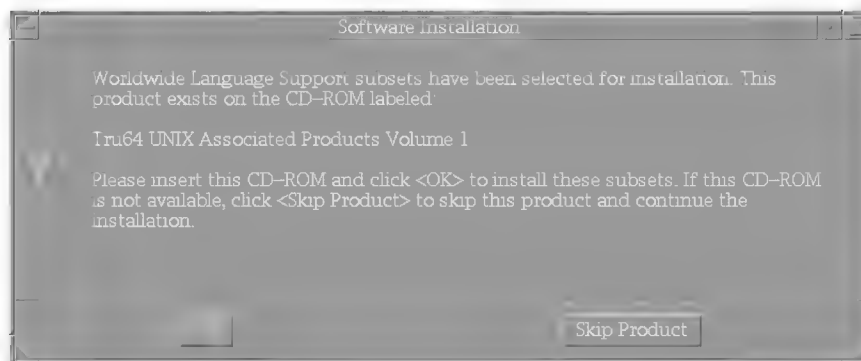 Software Installation
Worldwide Language Support subsets have been selected for installation. This
product exists on the CD–ROM labeled:
Tru64 UNIX Associated Products Volume 1
Please insert this CD–ROM and click <OK> to install these subsets. If this CD–ROM
is not available, click <Skip Product> to skip this product and continue the
installation.
Skip Product